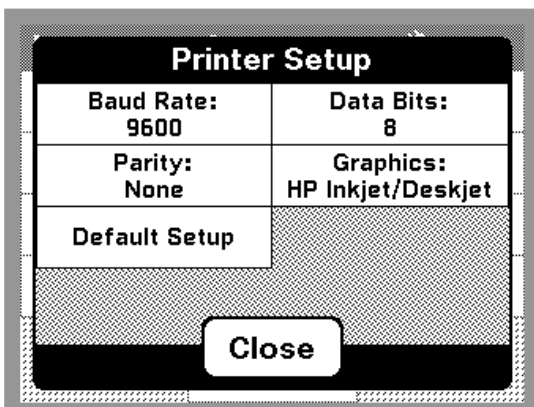 Printer Setup
Baud Rate:
9600
Data Bits:
8
Parity:
None
Graphics:
HP Inkjet/Deskjet
Default Setup
Close